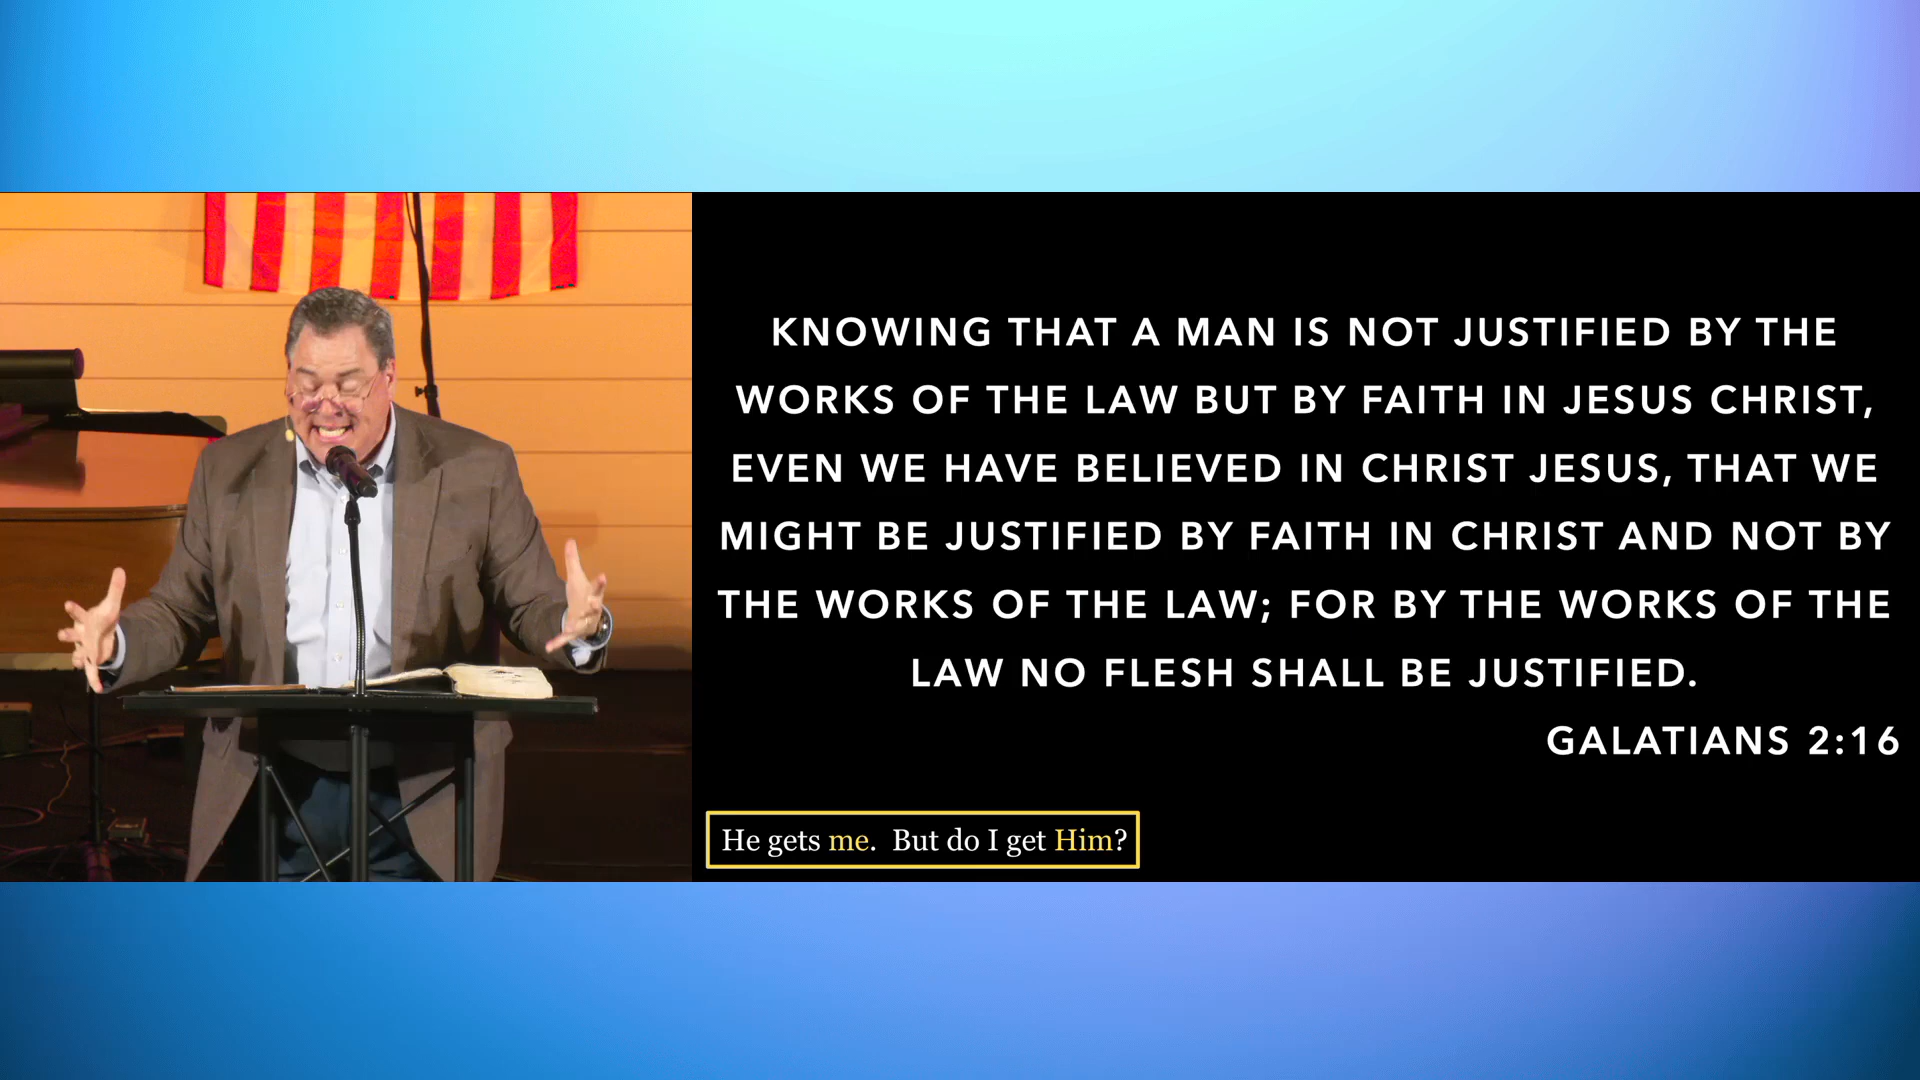 KNOWING THAT A MAN IS NOT JUSTIFIED BY THE
WORKS OF THE LAW BUT BY FAITH IN JESUS CHRIST,
EVEN WE HAVE BELIEVED IN CHRIST JESUS, THAT WE
MIGHT BE JUSTIFIED BY FAITH IN CHRIST AND NOT BY
THE WORKS OF THE LAW; FOR BY THE WORKS OF THE
LAW NO FLESH SHALL BE JUSTIFIED.
GALATIANS 2:16
He gets me. But do I get Him?